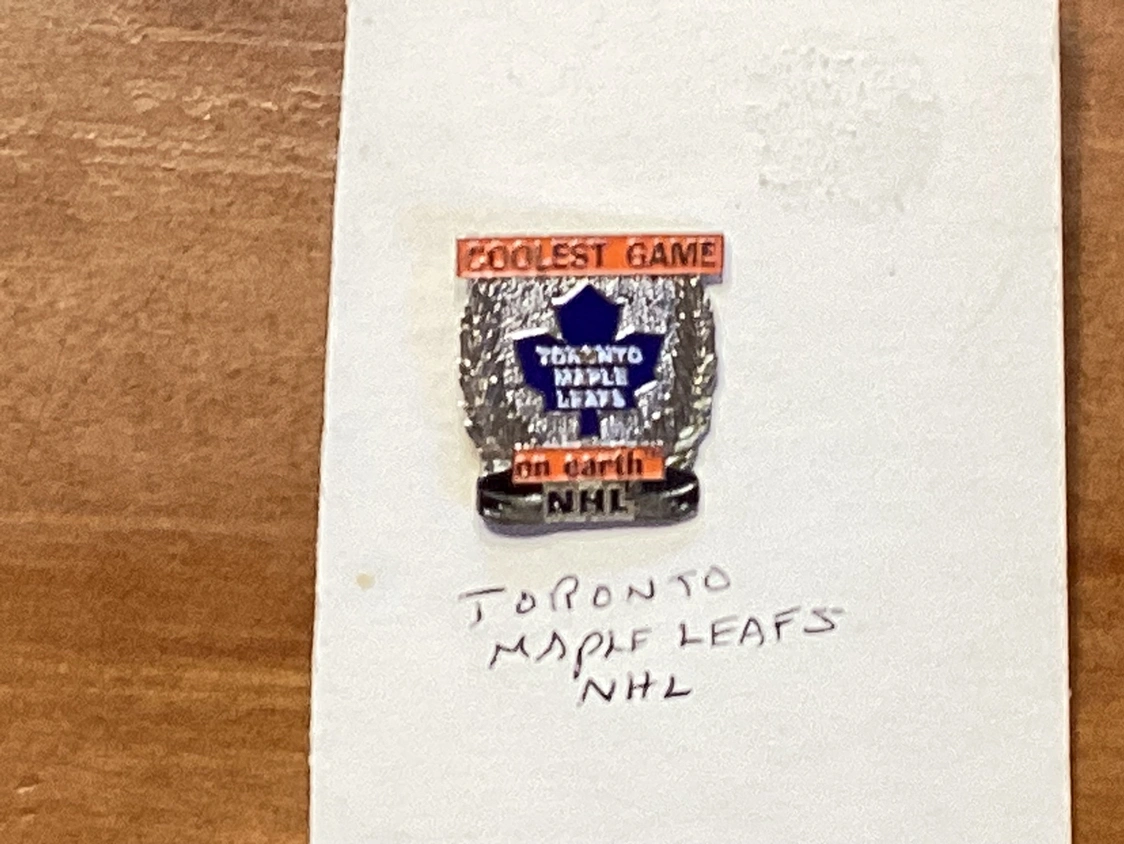 COOLEST GAME
TORONTO
MAPLE
LEAFS
on earth
NHL
TORONTO
MAPLE LEAFS
NHL